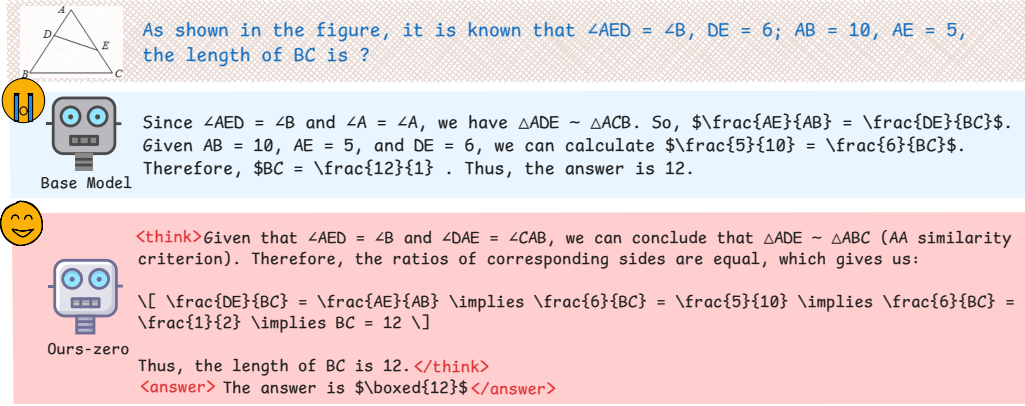 A
D
E
B
C
As shown in the figure, it is known that ∠AED = ∠B, DE = 6; AB = 10, AE = 5,
the length of BC is ?
Since ∠AED = ∠B and ∠A = ∠A, we have △ADE ~ △ACB. So, $\frac{AE}{AB} = \frac{DE}{BC}$.
Given AB = 10, AE = 5, and DE = 6, we can calculate $\frac{5}{10} = \frac{6}{BC}$.
Therefore, $BC = \frac{12}{1} . Thus, the answer is 12.
Base Model
<think>Given that ∠AED = ∠B and ∠DAE = ∠CAB, we can conclude that △ADE ~ △ABC (AA similarity
criterion). Therefore, the ratios of corresponding sides are equal, which gives us:
\[ \frac{DE}{BC} = \frac{AE}{AB} \implies \frac{6}{BC} = \frac{5}{10} \implies \frac{6}{BC} =
\frac{1}{2} \implies BC = 12 \]
Ours-zero
Thus, the length of BC is 12.</think>
<answer> The answer is $\boxed{12}$</answer>